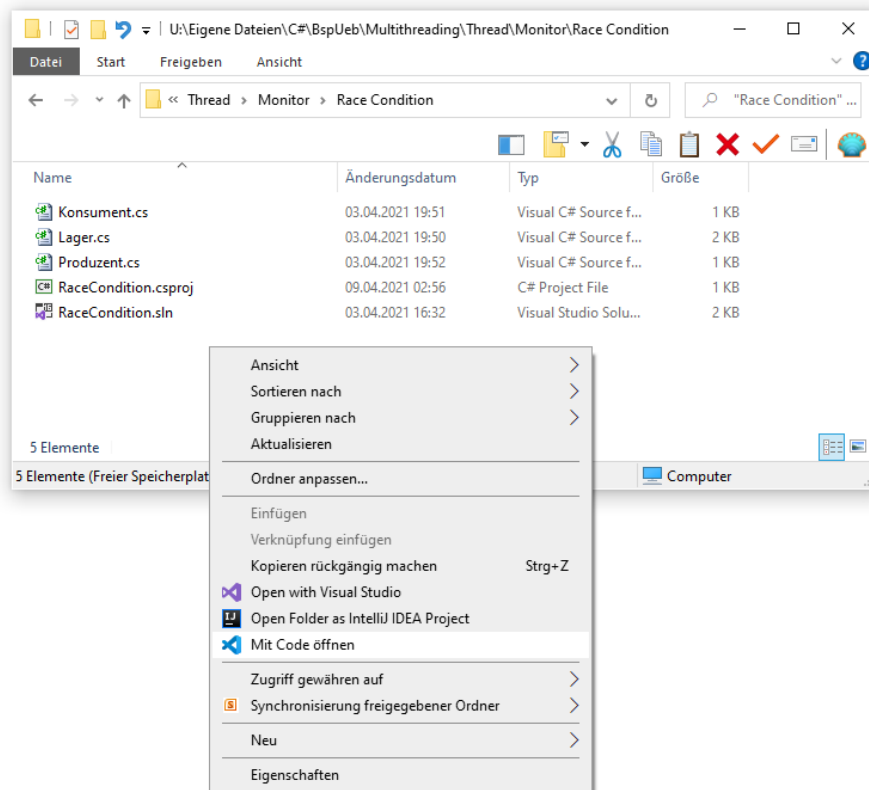 U:\Eigene Dateien\C#\BspUeb\Multithreading\Thread\Monitor\Race Condition
Datei Start Freigeben Ansicht
« Thread › Monitor › Race Condition "Race Condition" ...
Name Änderungsdatum Typ Größe
Konsument.cs 03.04.2021 19:51 Visual C# Source f... 1 KB
Lager.cs 03.04.2021 19:50 Visual C# Source f... 2 KB
Produzent.cs 03.04.2021 19:52 Visual C# Source f... 1 KB
RaceCondition.csproj 09.04.2021 02:56 C# Project File 1 KB
RaceCondition.sln 03.04.2021 16:32 Visual Studio Solu... 2 KB
Ansicht
Sortieren nach
Gruppieren nach
Aktualisieren
5 Elemente
5 Elemente (Freier Speicherplat Computer
Ordner anpassen...
Einfügen
Verknüpfung einfügen
Kopieren rückgängig machen Strg+Z
Open with Visual Studio
Open Folder as IntelliJ IDEA Project
Mit Code öffnen
Zugriff gewähren auf
Synchronisierung freigegebener Ordner
Neu
Eigenschaften